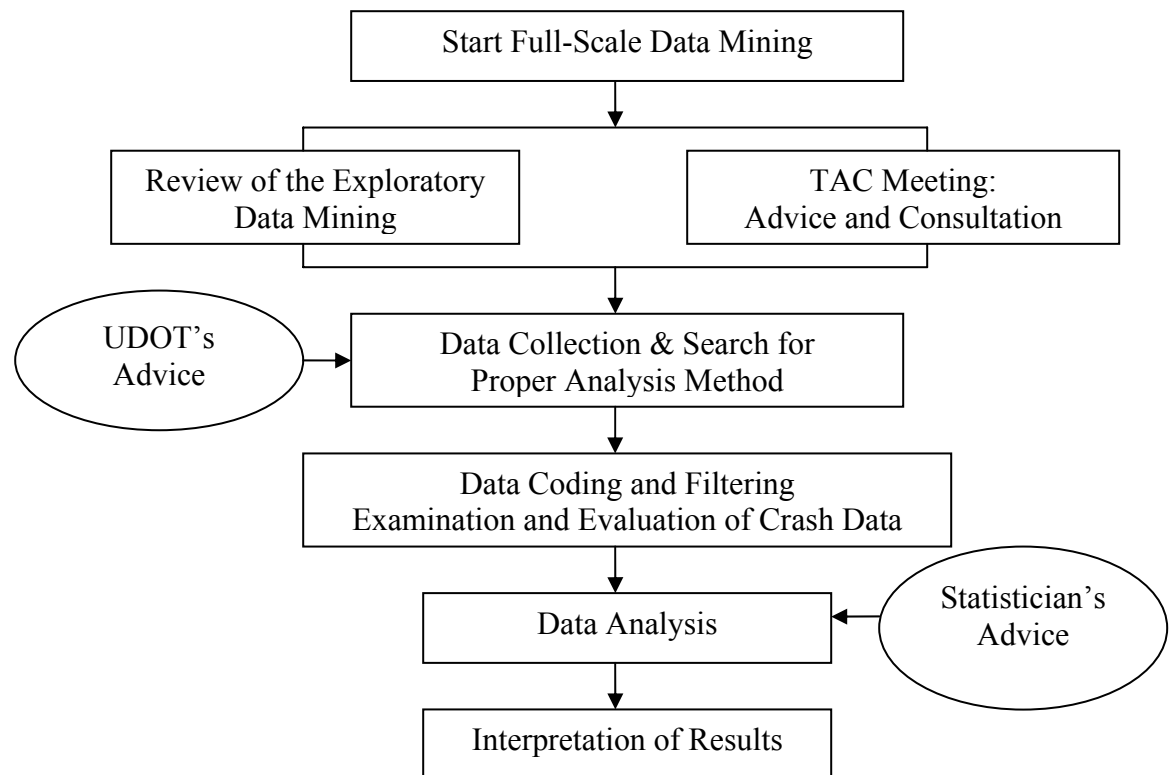 Start Full-Scale Data Mining
Review of the Exploratory
Data Mining
TAC Meeting:
Advice and Consultation
UDOT’s
Advice
Data Collection & Search for
Proper Analysis Method
Data Coding and Filtering
Examination and Evaluation of Crash Data
Statistician’s
Advice
Data Analysis
Interpretation of Results